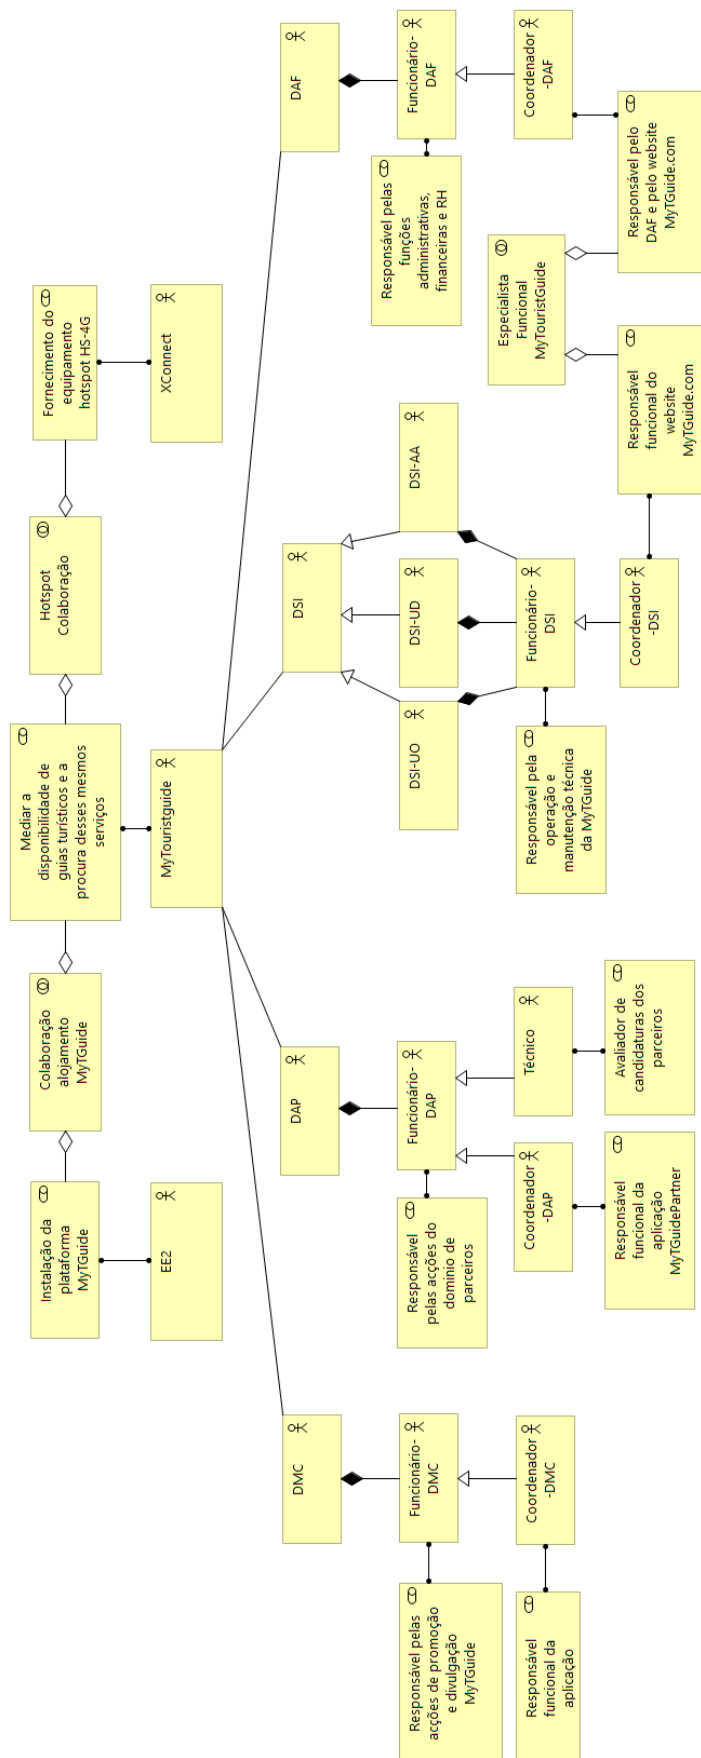 Instalação da
plataforma
MyTGuide
Colaboração
alojamento
MyTGuide
Mediar a
disponibilidade de
guias turísticos e a
procura desses mesmos
serviços
Hotspot
Colaboração
Fornecimento do
equipamento
hotspot HS-4G
EE2
MyTouristguide
XConnect
DMC
DAP
DSI
DAF
Responsável pelas
acções de promoção
e divulgação
MyTGuide
Funcionário-
DMC
Responsável
pelas acções do
dominio de
parceiros
Funcionário-
DAP
DSI-UO
DSI-UD
DSI-AA
Responsável pelas
funções
administrativas,
financeiras e RH
Funcionário-
DAF
Responsável
funcional da
aplicação
Coordenador
-DMC
Coordenador
-DAP
Técnico
Responsável pela
operação e
manutenção técnica
da MyTGuide
Funcionário-
DSI
Especialista
Funcional
MyTouristGuide
Coordenador
-DAF
Responsável
funcional da
aplicação
MyTGuidePartner
Avaliador de
candidaturas dos
parceiros
Coordenador
-DSI
Responsável
funcional do
website
MyTGuide.com
Responsável pelo
DAF e pelo website
MyTGuide.com